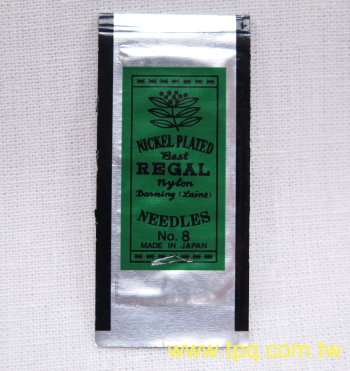 NICKEL PLATED
Best
REGAL
Nylon
Darning (Laine)
NEEDLES
No. 8
MADE IN JAPAN
www.tpq.com.tw